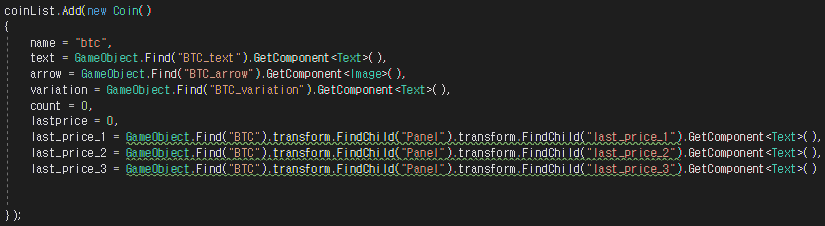 coinList.Add(new Coin()
{
name = "btc",
text = GameObject.Find("BTC_text").GetComponent<Text>(),
arrow = GameObject.Find("BTC_arrow").GetComponent<Image>(),
variation = GameObject.Find("BTC_variation").GetComponent<Text>(),
count = 0,
lastprice = 0,
last_price_1 = GameObject.Find("BTC").transform.FindChild("Panel").transform.FindChild("last_price_1").GetComponent<Text>(),
last_price_2 = GameObject.Find("BTC").transform.FindChild("Panel").transform.FindChild("last_price_2").GetComponent<Text>(),
last_price_3 = GameObject.Find("BTC").transform.FindChild("Panel").transform.FindChild("last_price_3").GetComponent<Text>()
});